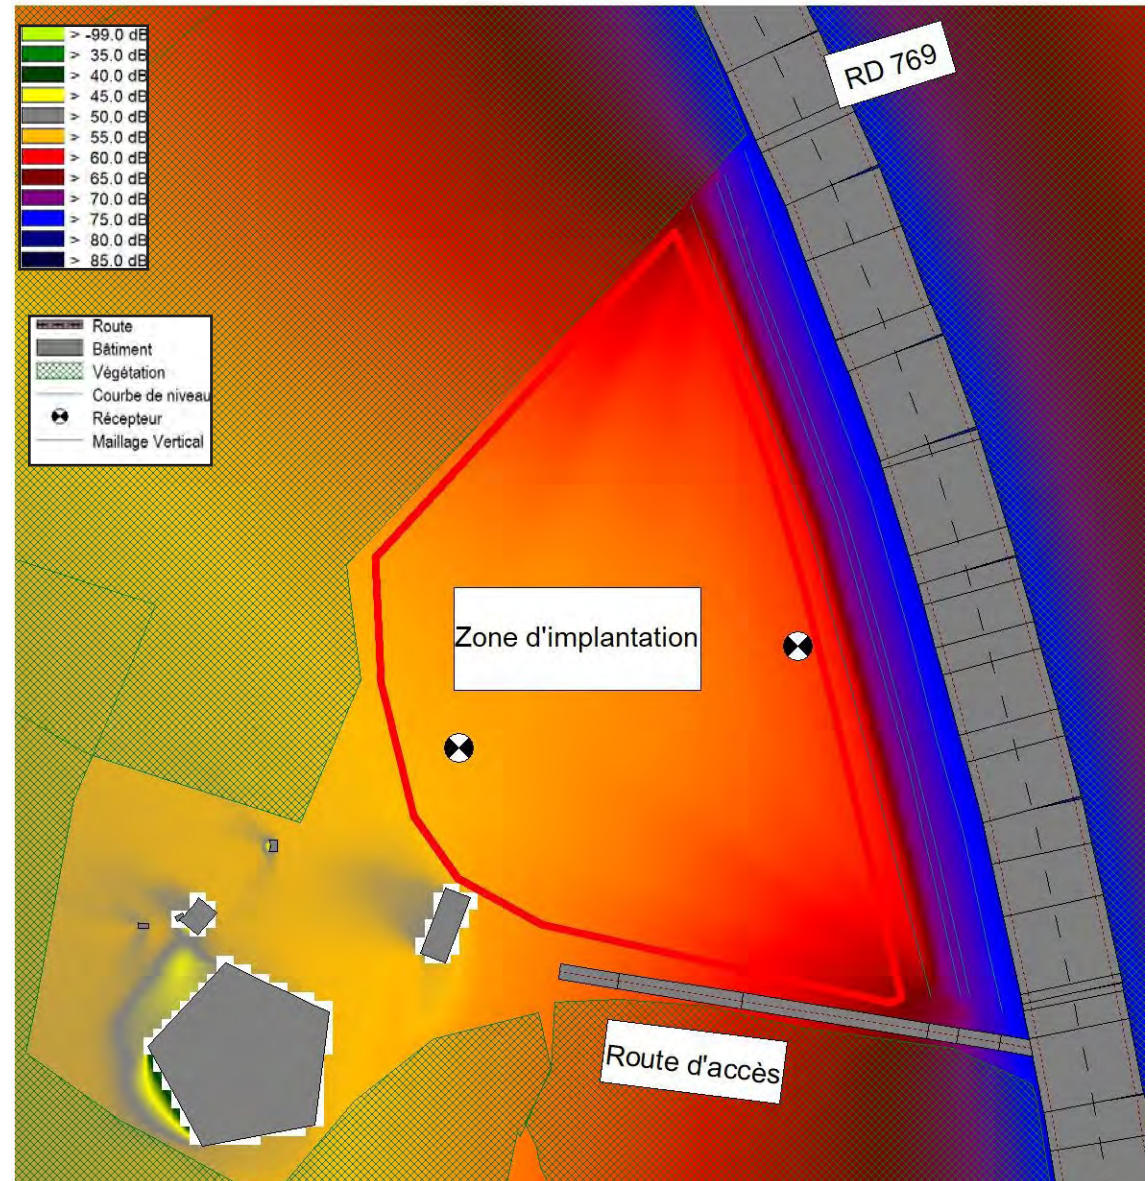 > -99.0 dB
> 35.0 dB
> 40.0 dB
> 45.0 dB
> 50.0 dB
> 55.0 dB
> 60.0 dB
> 65.0 dB
> 70.0 dB
> 75.0 dB
> 80.0 dB
> 85.0 dB
RD 769
Route
Bâtiment
Végétation
Courbe de niveau
Récepteur
Maillage Vertical
Zone d'implantation
Route d'accès